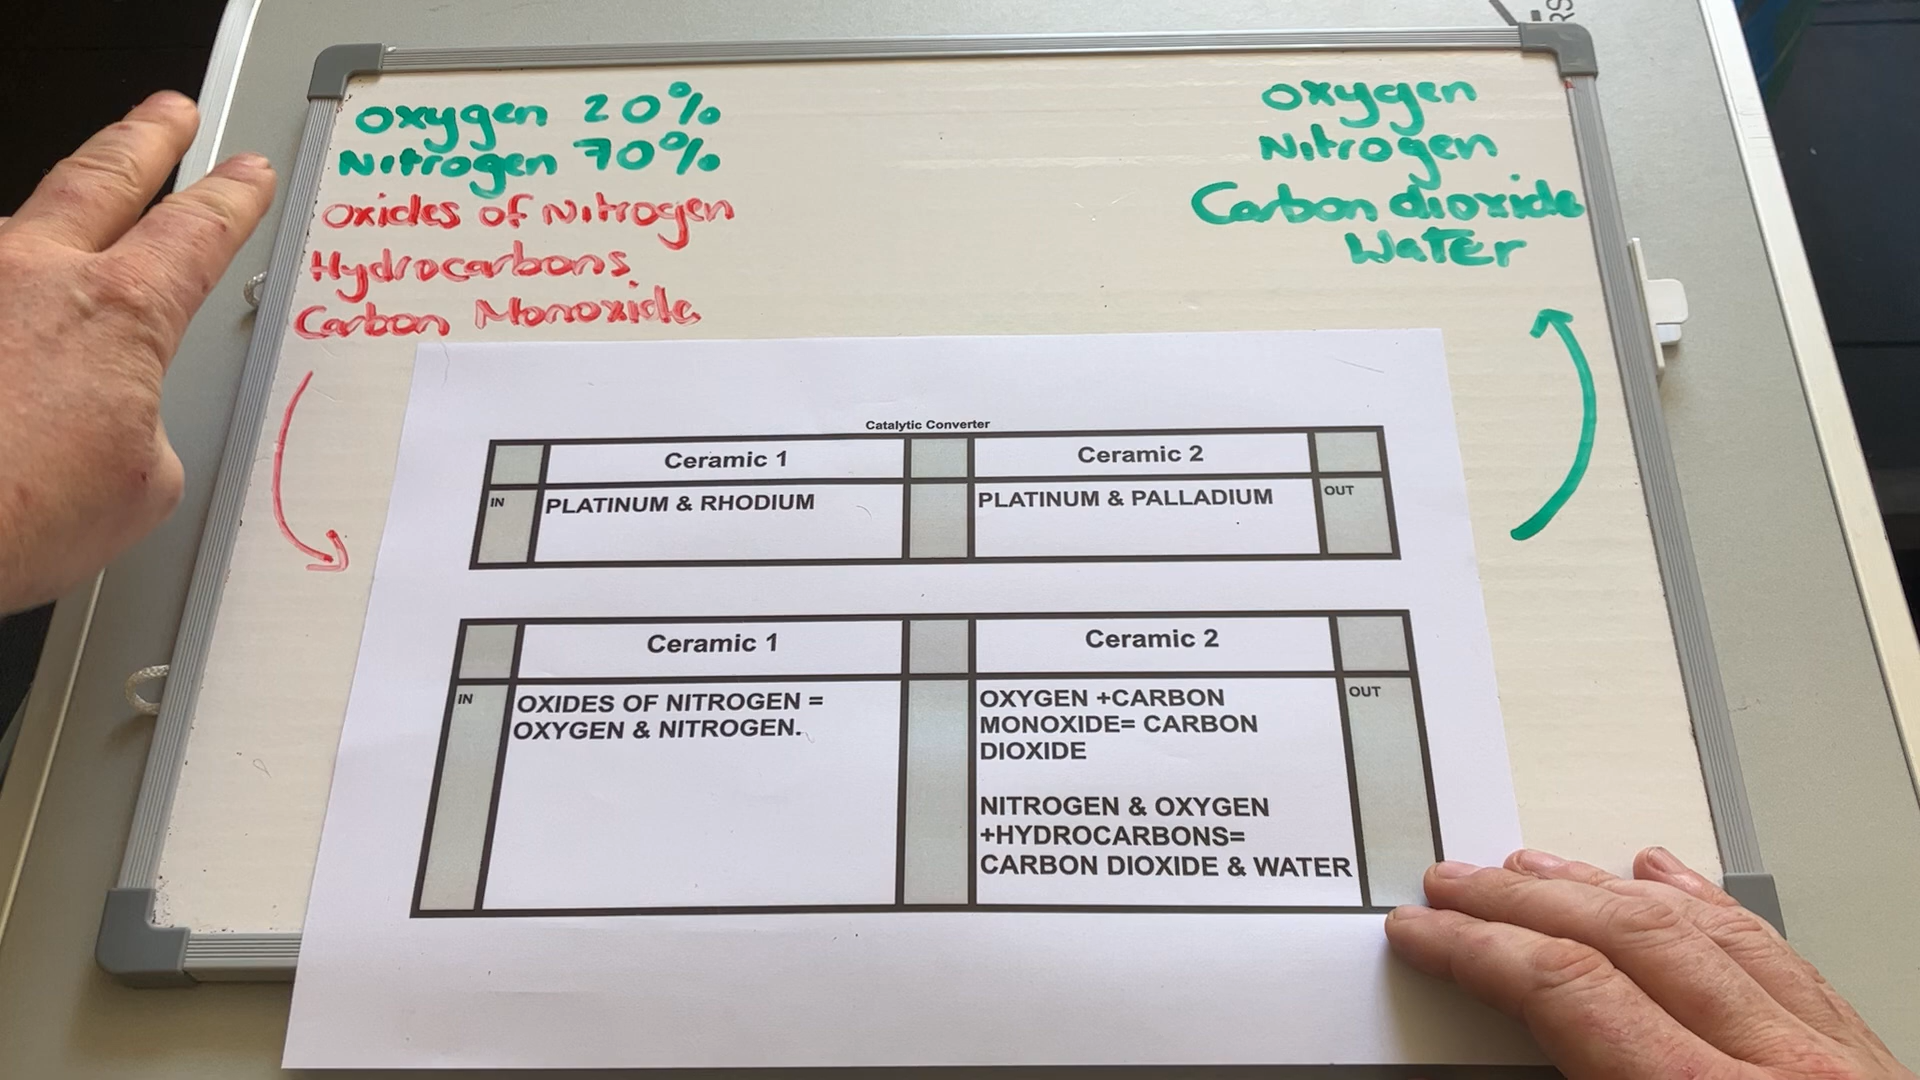 Oxygen 20%
Nitrogen 70%
Oxides of Nitrogen
Hydrocarbons
Carbon Monoxide
Oxygen
Nitrogen
Carbon dioxide
Water
Catalytic Converter
Ceramic 1
Ceramic 2
IN
PLATINUM & RHODIUM
PLATINUM & PALLADIUM
OUT
Ceramic 1
Ceramic 2
IN
OXIDES OF NITROGEN =
OXYGEN & NITROGEN.
OXYGEN +CARBON
MONOXIDE= CARBON
DIOXIDE
NITROGEN & OXYGEN
+HYDROCARBONS=
CARBON DIOXIDE & WATER
OUT